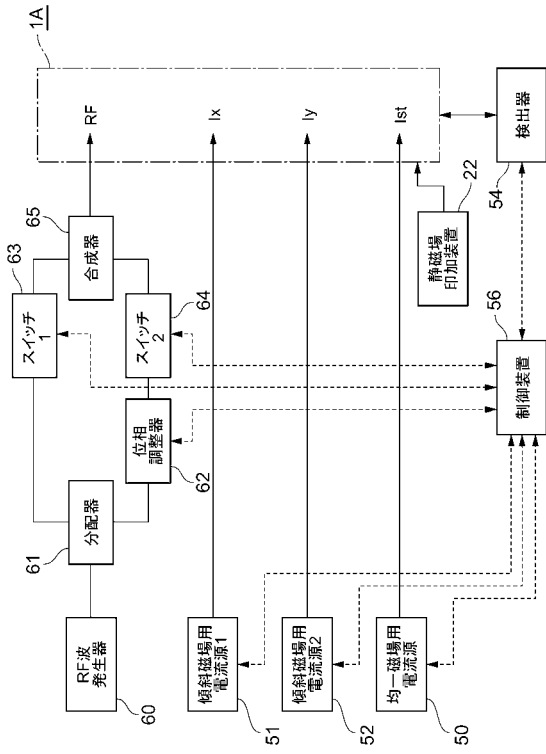 1A
RF波
発生器
60
分配器
61
スイッチ
1
63
位相
調整器
62
スイッチ
2
64
合成器
65
RF
傾斜磁場用
電流源1
51
Ix
傾斜磁場用
電流源2
52
Iy
均一磁場用
電流源
50
Ist
静磁場
印加装置
22
制御装置
56
検出器
54